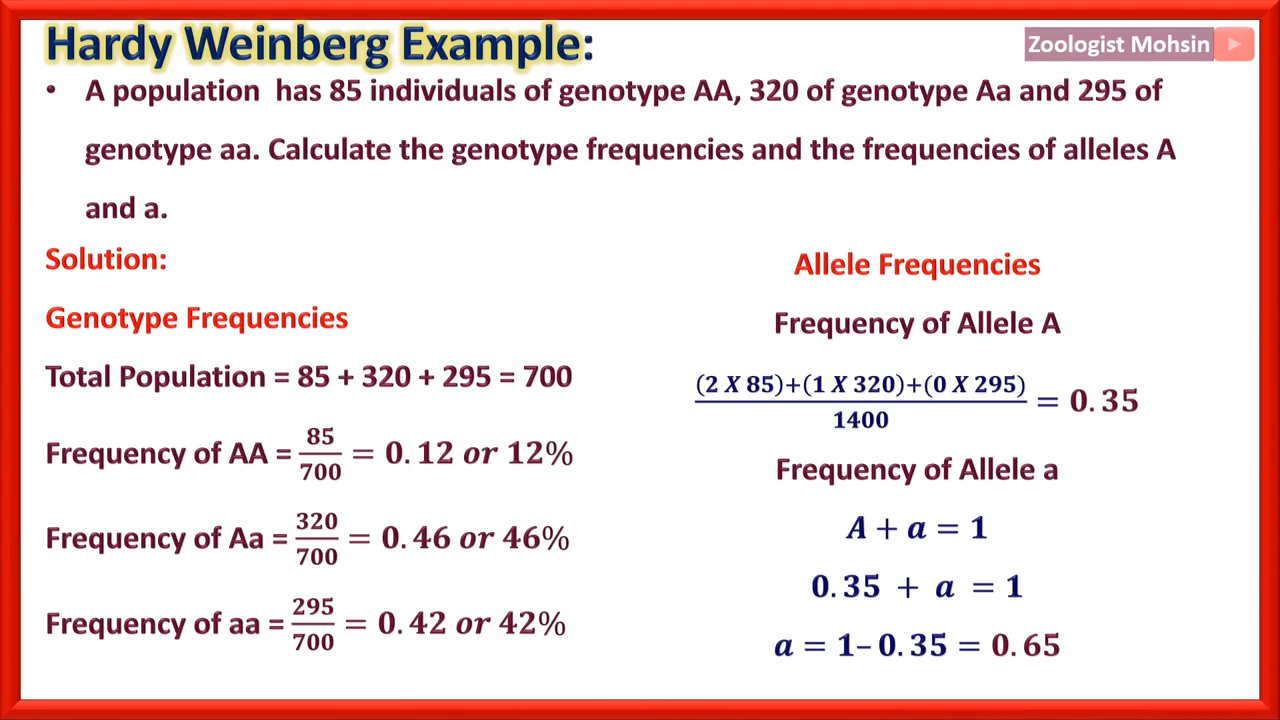 Hardy Weinberg Example:
Zoologist Mohsin
• A population has 85 individuals of genotype AA, 320 of genotype Aa and 295 of
genotype aa. Calculate the genotype frequencies and the frequencies of alleles A
and a.
Solution:
Genotype Frequencies
Total Population = 85 + 320 + 295 = 700
Frequency of AA = 85/700 = 0.12 or 12%
Frequency of Aa = 320/700 = 0.46 or 46%
Frequency of aa = 295/700 = 0.42 or 42%
Allele Frequencies
Frequency of Allele A
(2 X 85)+(1 X 320)+(0 X 295)/1400 = 0.35
Frequency of Allele a
A + a = 1
0.35 + a = 1
a = 1– 0.35 = 0.65